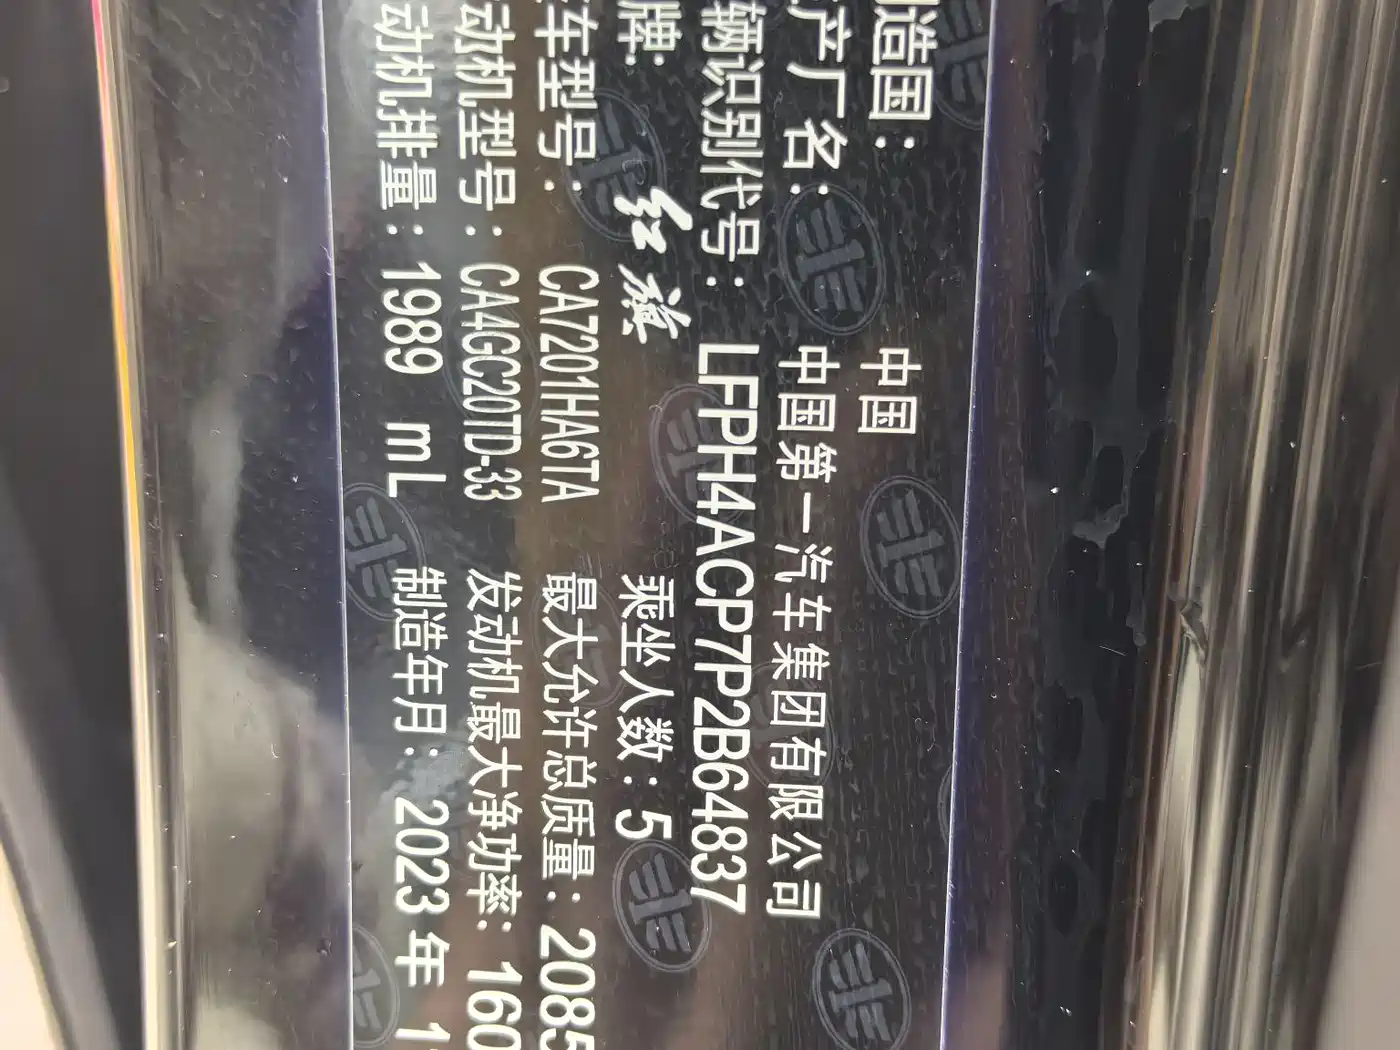 制造国： 中国
产厂名： 中国第一汽车集团有限公司
辆识别代号： LFPH4ACP7P2B64837
牌： 红旗 乘坐人数：5
车型号： CA7201HA6TA 最大允许总质量： 2085
动机型号： CA4GC20TD-33 发动机最大净功率： 160
动机排量： 1989 mL 制造年月： 2023 年 1